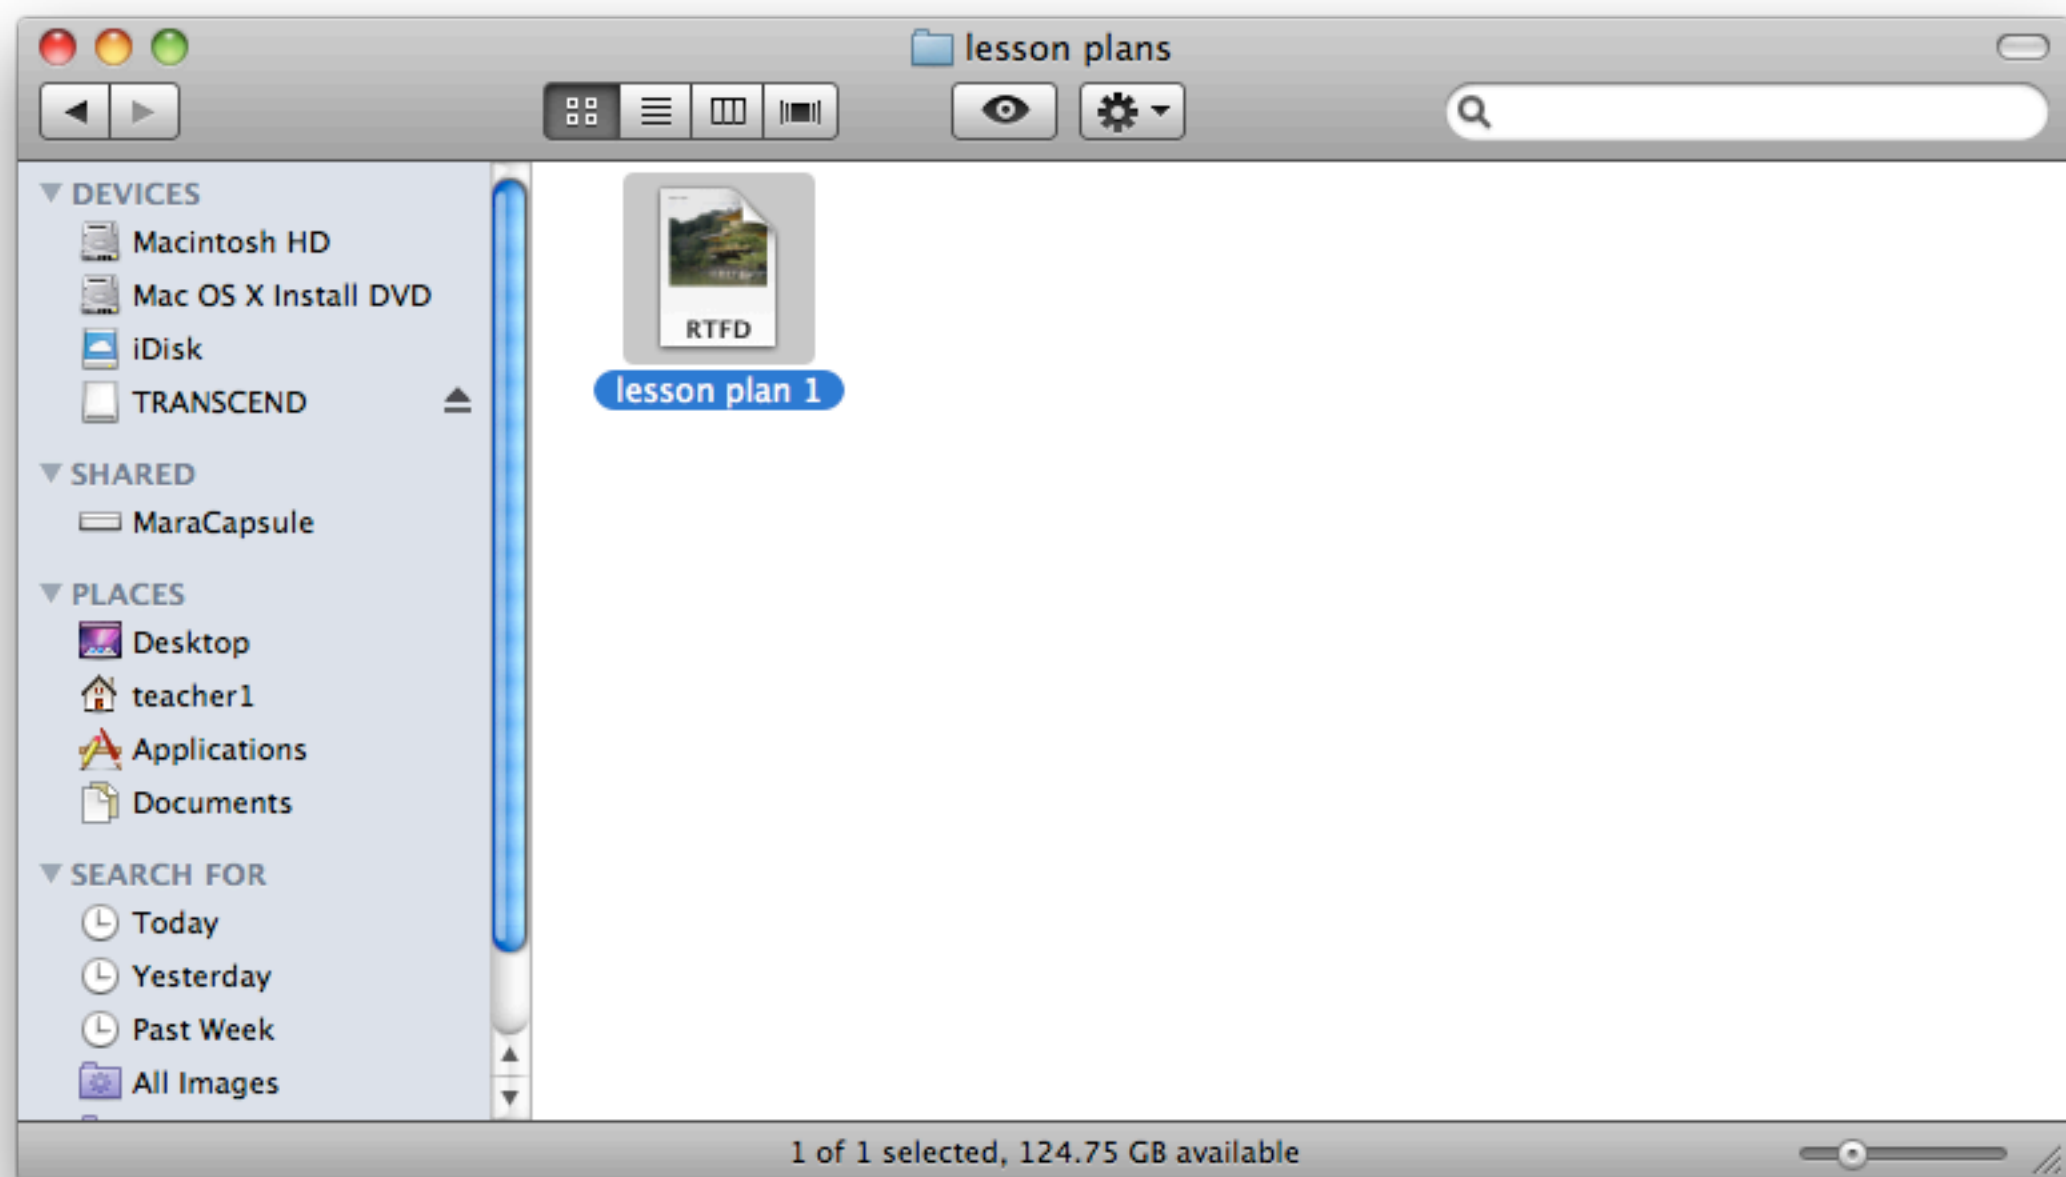 lesson plans
DEVICES
Macintosh HD
Mac OS X Install DVD
iDisk
TRANSCEND
SHARED
MaraCapsule
PLACES
Desktop
teacher1
Applications
Documents
SEARCH FOR
Today
Yesterday
Past Week
All Images
RTFD
lesson plan 1
1 of 1 selected, 124.75 GB available